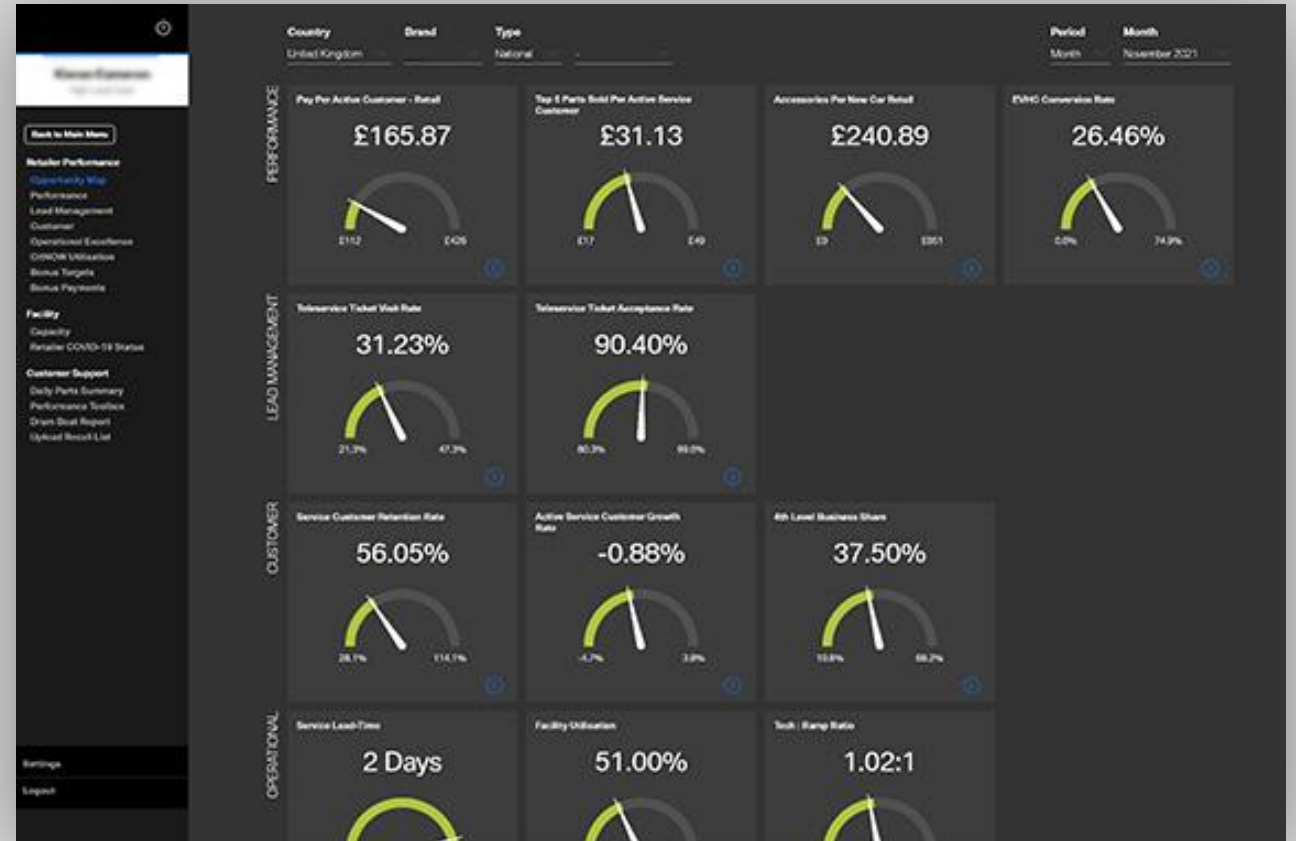 Back to Main Menu
Retailer Performance
Opportunity Map
Performance
Lead Management
Customer
Operational Excellence
CitNOW Utilisation
Bonus Targets
Bonus Payments
Facility
Capacity
Retailer COVID-19 Status
Customer Support
Daily Parts Summary
Performance Toolbox
Drum Beat Report
Upload Recall List
Settings
Logout
Country Brand Type Period Month
United Kingdom National - Month November 2021
PERFORMANCE
Pay Per Active Customer - Retail
£165.87
£112 £426
Top 5 Parts Sold Per Active Service
Customer
£31.13
£17 £49
Accessories Per New Car Retail
£240.89
£0
EVHC Conversion Rate
26.46%
0.0% 74.9%
LEAD MANAGEMENT
Teleservice Ticket Visit Rate
31.23%
21.3% 47.3%
Teleservice Ticket Acceptance Rate
90.40%
80.3% 99.0%
CUSTOMER
Service Customer Retention Rate
56.05%
28.1% 114.1%
Active Service Customer Growth
Rate
-0.88%
-4.7% 3.8%
4th Level Business Share
37.50%
10.8%
OPERATIONAL
Service Lead-Time
2 Days
Facility Utilisation
51.00%
Tech : Ramp Ratio
1.02:1